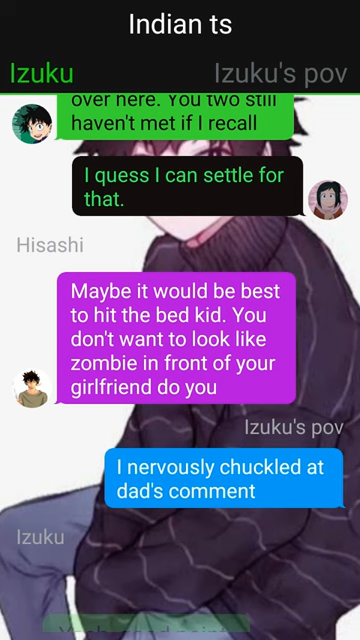 Indian ts
Izuku Izuku's pov
over here. You two still
haven't met if I recall
I quess I can settle for
that.
Hisashi
Maybe it would be best
to hit the bed kid. You
don't want to look like
zombie in front of your
girlfriend do you
Izuku's pov
I nervously chuckled at
dad's comment
Izuku